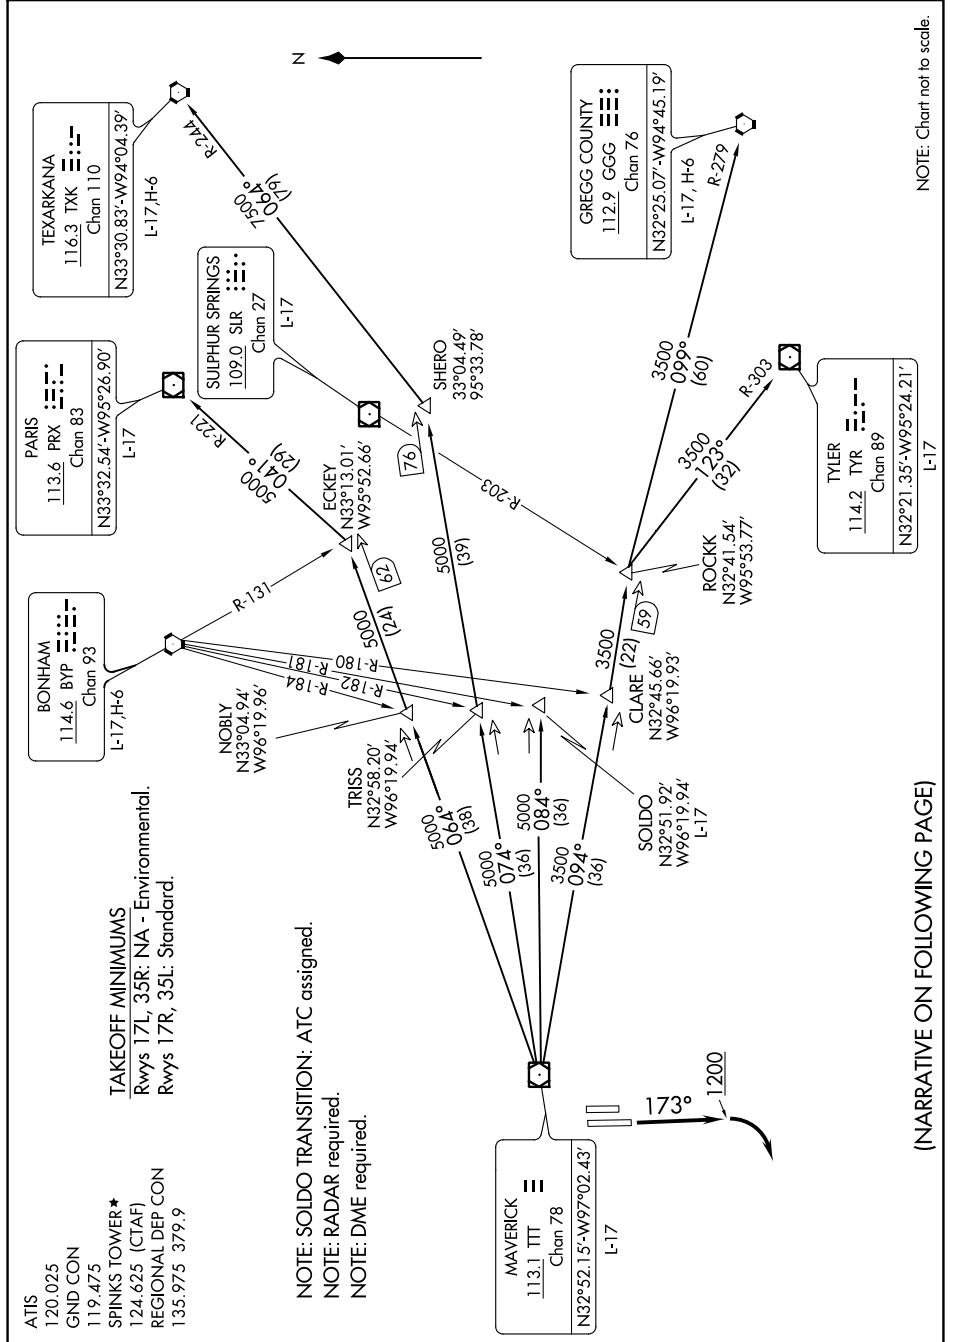 ATIS
120.025
GND CON
119.475
SPINKS TOWER★
124.625 (CTAF)
REGIONAL DEP CON
135.975 379.9
TAKEOFF MINIMUMS
Rwys 17L, 35R: NA - Environmental.
Rwys 17R, 35L: Standard.
NOTE: SOLDO TRANSITION: ATC assigned.
NOTE: RADAR required.
NOTE: DME required.
BONHAM
114.6 BYP
Chan 93
L-17,H-6
PARIS
113.6 PRX
Chan 83
N33°32.54'-W95°26.90'
L-17
TEXARKANA
116.3 TXK
Chan 110
N33°30.83'-W94°04.39'
L-17,H-6
SULPHUR SPRINGS
109.0 SLR
Chan 27
L-17
N
GREGG COUNTY
112.9 GGG
Chan 76
N32°25.07'-W94°45.19'
L-17, H-6
TYLER
114.2 TYR
Chan 89
N32°21.35'-W95°24.21'
L-17
MAVERICK
113.1 TTT
Chan 78
N32°52.15'-W97°02.43'
L-17
NOBLY
N33°04.94'
W96°19.96'
TRISS
N32°58.20'
W96°19.94'
SOLDO
N32°51.92'
W96°19.94'
L-17
CLARE
N32°45.66'
W96°19.93'
ECKEY
N33°13.01'
W95°52.66'
SHERO
33°04.49'
95°33.78'
ROCKK
N32°41.54'
W95°53.77'
R-131
R-184
R-181
R-182
R-180
R-221
R-244
R-203
R-279
R-303
5000
064°
(38)
5000
074°
(36)
5000
084°
(36)
3500
094°
(36)
5000
(24)
62
5000
041°
(29)
5000
(39)
76
7500
064°
(79)
3500
(22)
59
3500
099°
(60)
3500
123°
(32)
173°
1200
NOTE: Chart not to scale.
(NARRATIVE ON FOLLOWING PAGE)